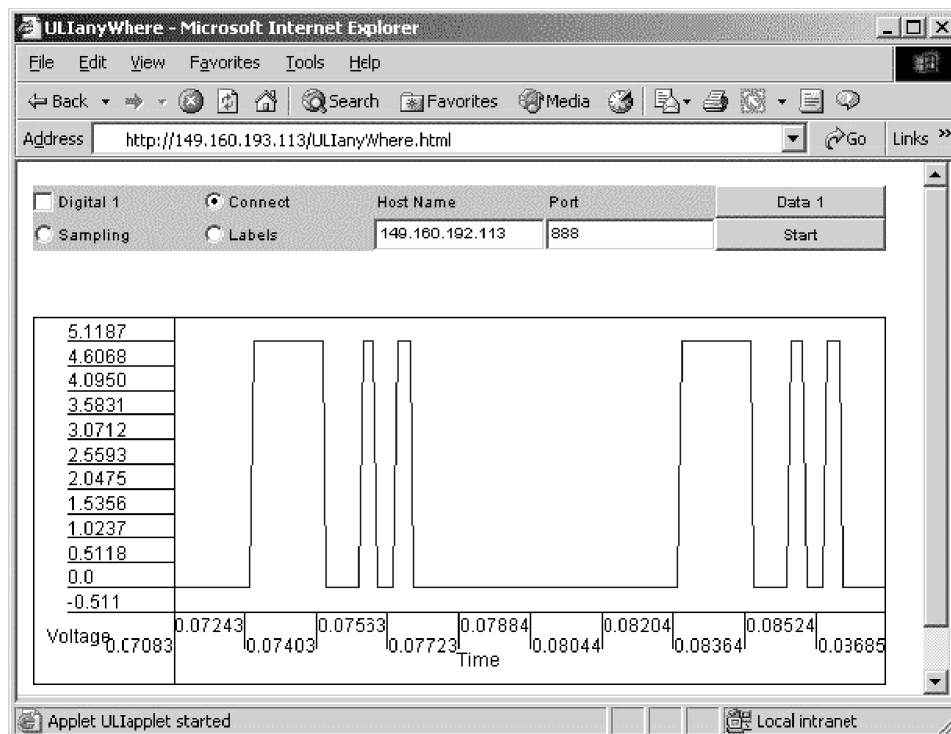 ULIanyWhere - Microsoft Internet Explorer
File Edit View Favorites Tools Help
Back Search Favorites Media
Address http://149.160.193.113/ULIanyWhere.html Go Links »
Digital 1 Connect Host Name Port Data 1
Sampling Labels 149.160.192.113 888 Start
5.1187
4.6068
4.0950
3.5831
3.0712
2.5593
2.0475
1.5356
1.0237
0.5118
0.0
-0.511
0.07243 0.07563 0.07884 0.08204 0.08524
Voltage 0.07083 0.07403 0.07723 0.08044 0.08364 0.03685
Time
Applet ULIapplet started Local intranet